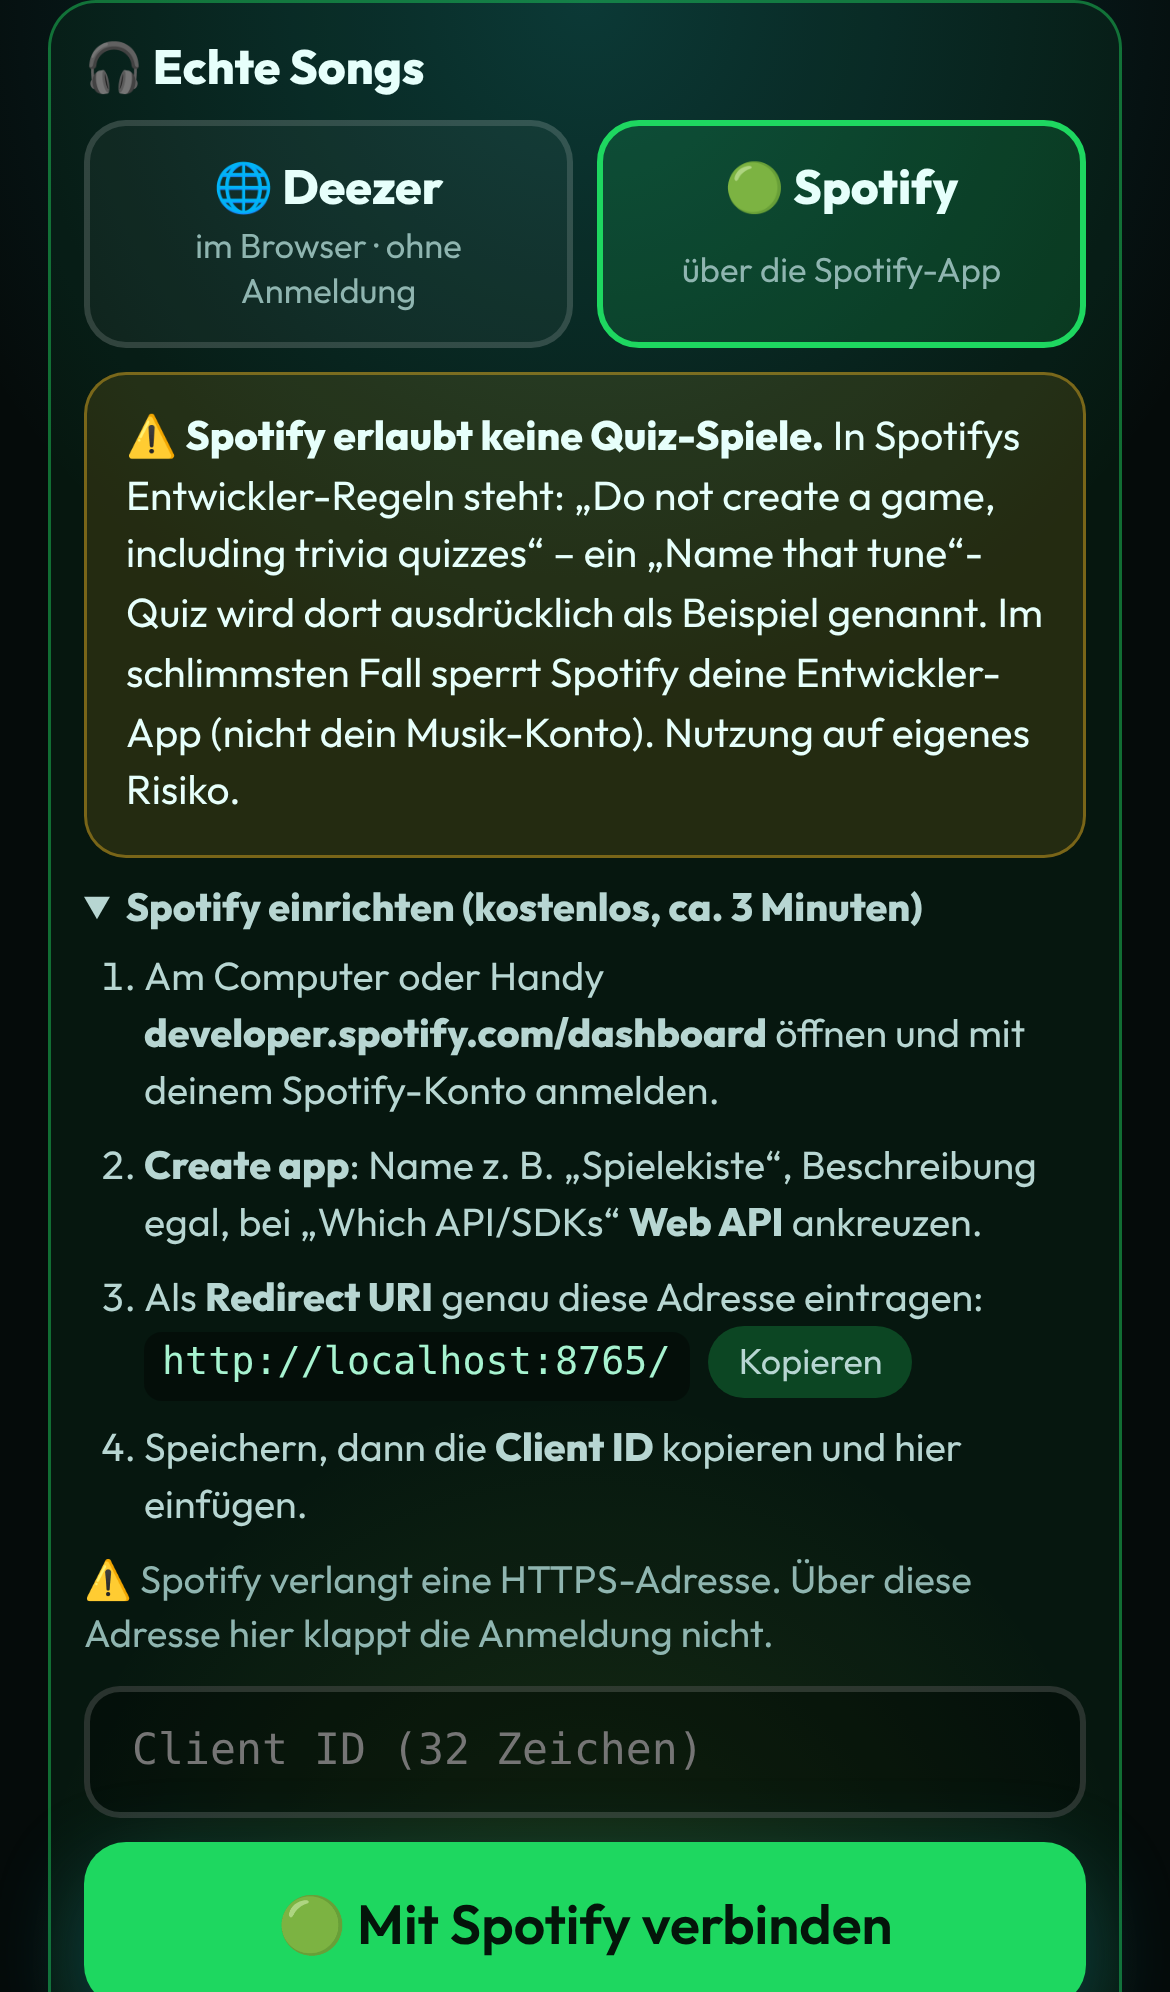 🎧 Echte Songs
🌐 Deezer
im Browser · ohne
Anmeldung
🟢 Spotify
über die Spotify-App
⚠️ Spotify erlaubt keine Quiz-Spiele. In Spotifys
Entwickler-Regeln steht: „Do not create a game,
including trivia quizzes“ – ein „Name that tune“-
Quiz wird dort ausdrücklich als Beispiel genannt. Im
schlimmsten Fall sperrt Spotify deine Entwickler-
App (nicht dein Musik-Konto). Nutzung auf eigenes
Risiko.
▼ Spotify einrichten (kostenlos, ca. 3 Minuten)
1. Am Computer oder Handy
developer.spotify.com/dashboard öffnen und mit
deinem Spotify-Konto anmelden.
2. Create app: Name z. B. „Spielekiste“, Beschreibung
egal, bei „Which API/SDKs“ Web API ankreuzen.
3. Als Redirect URI genau diese Adresse eintragen:
http://localhost:8765/ Kopieren
4. Speichern, dann die Client ID kopieren und hier
einfügen.
⚠️ Spotify verlangt eine HTTPS-Adresse. Über diese
Adresse hier klappt die Anmeldung nicht.
Client ID (32 Zeichen)
🟢 Mit Spotify verbinden